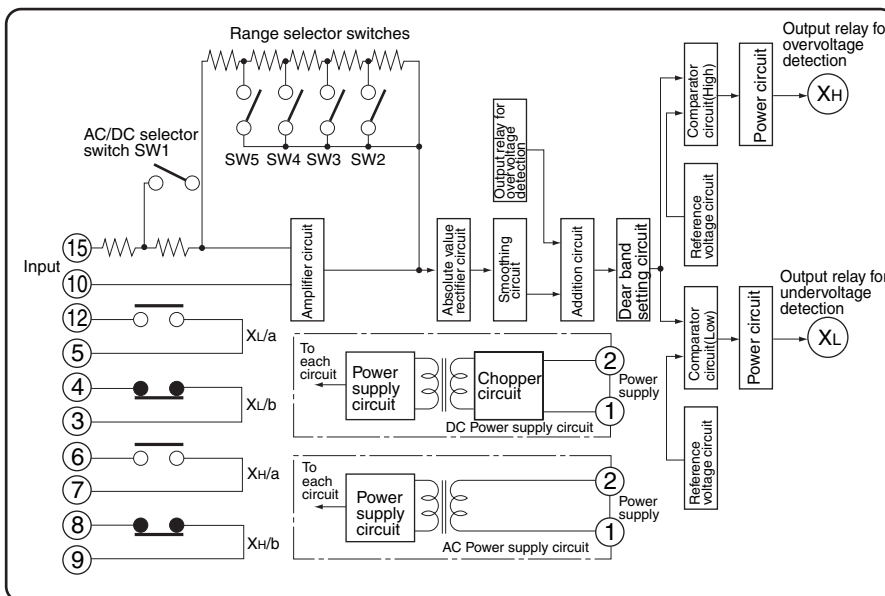 Range selector switches
AC/DC selector
switch SW1
SW5 SW4 SW3 SW2
Output relay for
overvoltage
detection
Output relay fo
overvoltage
detection
Comparator
circuit(High)
Power circuit
XH
Reference
voltage circuit
Input
15
10
Amplifier circuit
Absolute value
rectifier circuit
Smoothing
circuit
Addition circuit
Dear band
setting circuit
Output relay for
undervoltage
detection
Comparator
circuit(Low)
Power circuit
XL
Reference
voltage circuit
12
5
XL/a
4
3
XL/b
6
7
XH/a
8
9
XH/b
To
each
circuit
Power
supply
circuit
Chopper
circuit
2
1
Power
supply
DC Power supply circuit
To
each
circuit
Power
supply
circuit
2
1
Power
supply
AC Power supply circuit